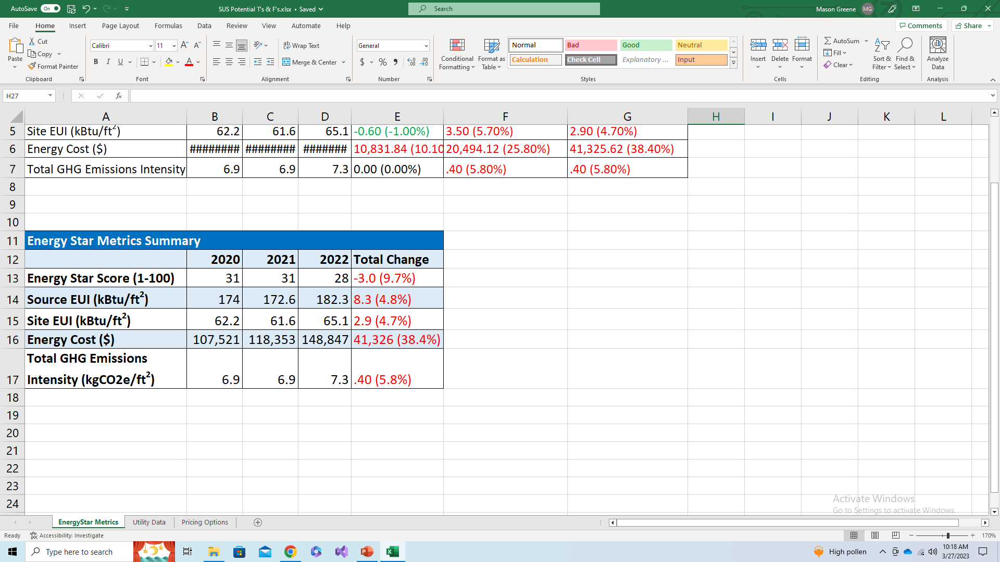 AutoSave On SUS Potential T's & F's.xlsx • Saved Search Mason Greene MG
File Home Insert Page Layout Formulas Data Review View Automate Help Comments Share
Paste Cut Copy Format Painter Clipboard
Calibri 11 B I U A A A Font
ab Wrap Text Merge & Center Alignment
General $ % 9 Number
Conditional Formatting Format as Table
Normal Bad Good Neutral
Calculation Check Cell Explanatory ... Input
Styles
Insert Delete Format Cells
AutoSum Fill Clear Sort & Filter Find & Select Editing
Analyze Data Analysis
H27 fx
A B C D E F G H I J K L
5 Site EUI (kBtu/ft²) 62.2 61.6 65.1 -0.60 (-1.00%) 3.50 (5.70%) 2.90 (4.70%)
6 Energy Cost ($) ######## ######## ####### 10,831.84 (10.10 20,494.12 (25.80%) 41,325.62 (38.40%)
7 Total GHG Emissions Intensity 6.9 6.9 7.3 0.00 (0.00%) .40 (5.80%) .40 (5.80%)
8
9
10
11 Energy Star Metrics Summary
12 2020 2021 2022 Total Change
13 Energy Star Score (1-100) 31 31 28 -3.0 (9.7%)
14 Source EUI (kBtu/ft²) 174 172.6 182.3 8.3 (4.8%)
15 Site EUI (kBtu/ft²) 62.2 61.6 65.1 2.9 (4.7%)
16 Energy Cost ($) 107,521 118,353 148,847 41,326 (38.4%)
Total GHG Emissions
17 Intensity (kgCO2e/ft²) 6.9 6.9 7.3 .40 (5.8%)
18
19
20
21
22
23
24
Activate Windows
Go to Settings to activate Windows.
EnergyStar Metrics Utility Data Pricing Options
Ready Accessibility: Investigate 170%
Type here to search High pollen 10:18 AM
3/27/2023